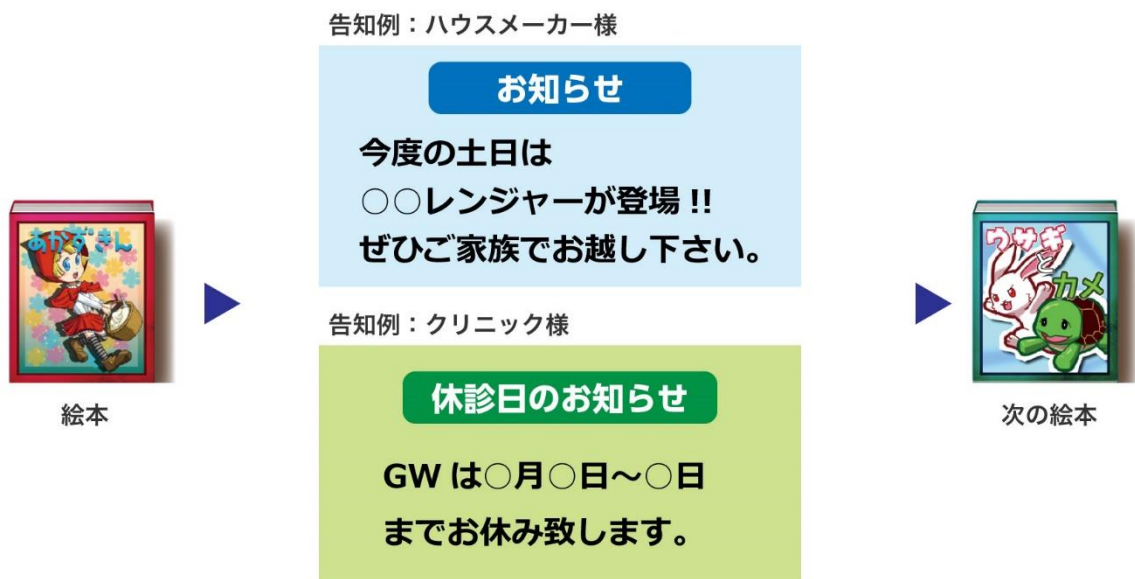 告知例：ハウスメーカー様
お知らせ
今度の土日は
○○レンジャーが登場!!
ぜひご家族でお越し下さい。
あかずきん
絵本
告知例：クリニック様
休診日のお知らせ
GWは○月○日～○日
までお休み致します。
ウサギ
と
カメ
次の絵本